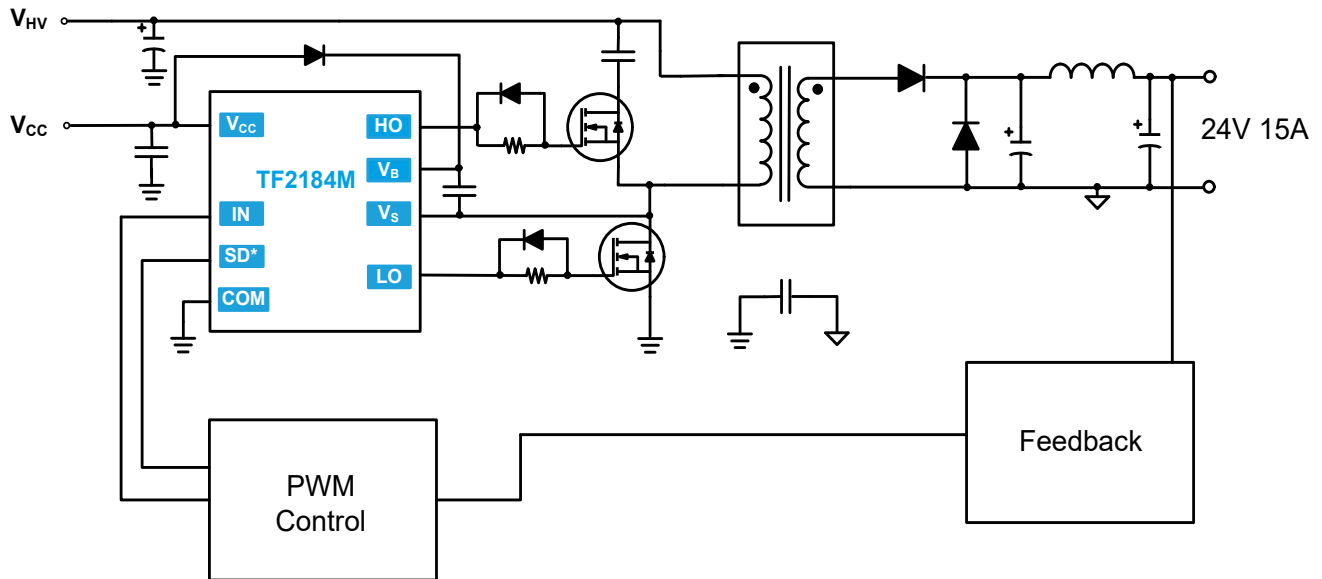 VHV
VCC
VCC
HO
TF2184M
VB
IN
VS
SD*
LO
COM
24V 15A
PWM
Control
Feedback